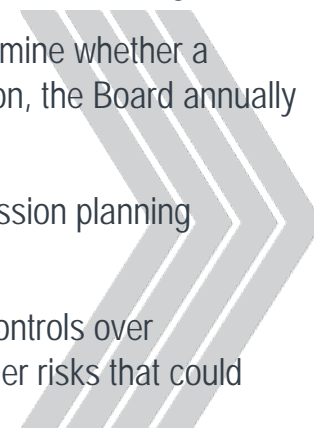 mine whether a
on, the Board annually
ssion planning
ontrols over
er risks that could